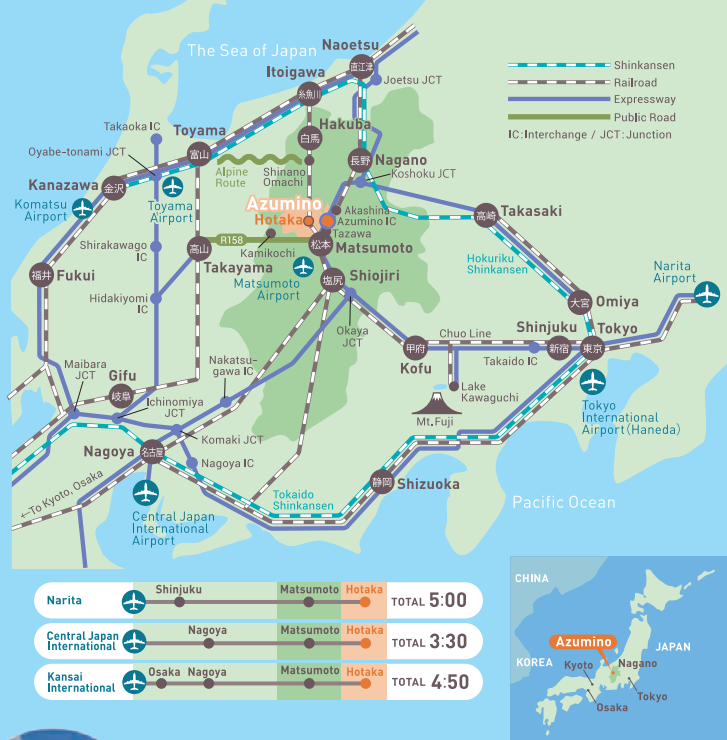 The Sea of Japan
Naoetsu
直江津
Itoigawa
糸魚川
Joetsu JCT
Shinkansen
Railroad
Expressway
Public Road
IC:Interchange / JCT:Junction
Takaoka IC
Toyama
富山
Hakuba
白馬
Oyabe-tonami JCT
Nagano
長野
Koshoku JCT
Alpine
Route
Shinano
Omachi
Kanazawa
金沢
Komatsu
Airport
Toyama
Airport
Azumino
Hotaka
Akashina
Azumino IC
Tazawa
Takasaki
高崎
Shirakawago
IC
高山
Takayama
R158
Kamikochi
松本
Matsumoto
Matsumoto
Airport
Hokuriku
Shinkansen
Narita
Airport
福井
Fukui
Shiojiri
塩尻
Hidakiyomi
IC
大宮
Omiya
Okaya
JCT
Chuo Line
Shinjuku
新宿
Tokyo
東京
甲府
Kofu
Takaido IC
Maibara
JCT
Gifu
岐阜
Nakatsu-
gawa IC
Lake
Kawaguchi
Mt.Fuji
Ichinomiya
JCT
Tokyo
International
Airport(Haneda)
Komaki JCT
Nagoya
名古屋
Nagoya IC
←To Kyoto, Osaka
静岡
Shizuoka
Tokaido
Shinkansen
Pacific Ocean
Central Japan
International
Airport
Narita
Shinjuku
Matsumoto
Hotaka
TOTAL 5:00
Central Japan
International
Nagoya
Matsumoto
Hotaka
TOTAL 3:30
Kansai
International
Osaka
Nagoya
Matsumoto
Hotaka
TOTAL 4:50
CHINA
Azumino
JAPAN
KOREA
Kyoto
Nagano
Tokyo
Osaka